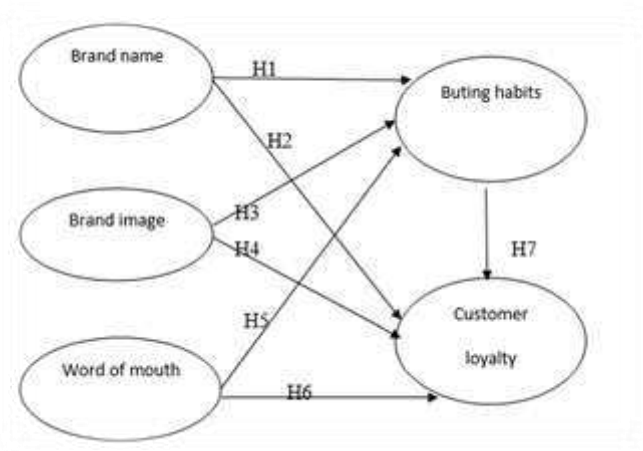 Brand name
H1
Buting habits
H2
Brand image
H3
H4
H7
Customer
loyalty
H5
Word of mouth
H6